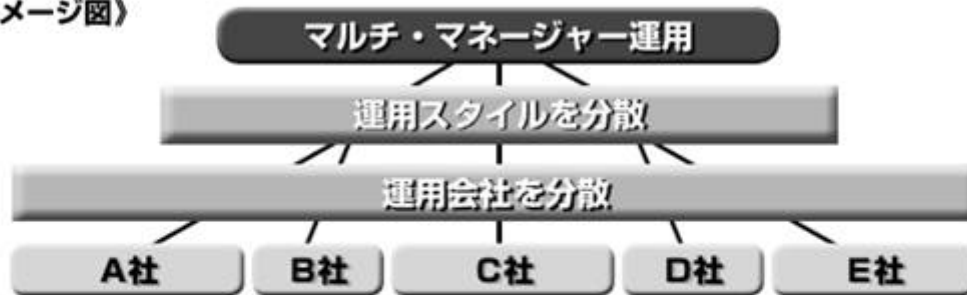 メージ図》
マルチ・マネージャー運用
運用スタイルを分散
運用会社を分散
A社 B社 C社 D社 E社